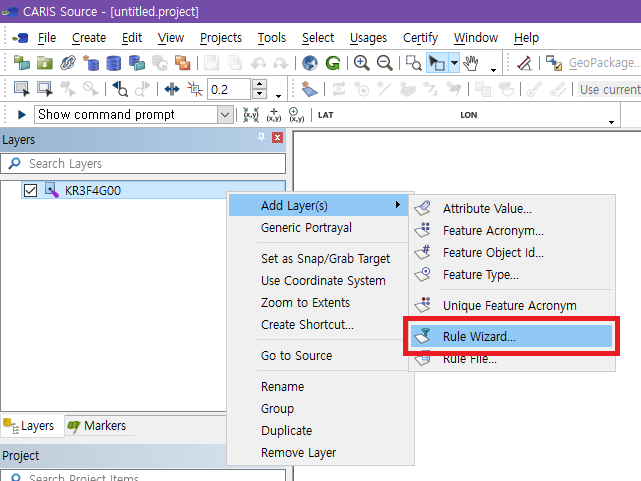 CARIS Source - [untitled.project]
File Create Edit View Projects Tools Select Usages Certify Window Help
GeoPackage...
0.2 Use current
Show command prompt (x,y) (x,y) (x,y) LAT LON
Layers
Search Layers
KR3F4G00
Add Layer(s)
Generic Portrayal
Set as Snap/Grab Target
Use Coordinate System
Zoom to Extents
Create Shortcut...
Go to Source
Rename
Group
Duplicate
Remove Layer
Attribute Value...
Feature Acronym...
Feature Object Id...
Feature Type...
Unique Feature Acronym
Rule Wizard...
Rule File...
Layers Markers
Project
Search Project Items